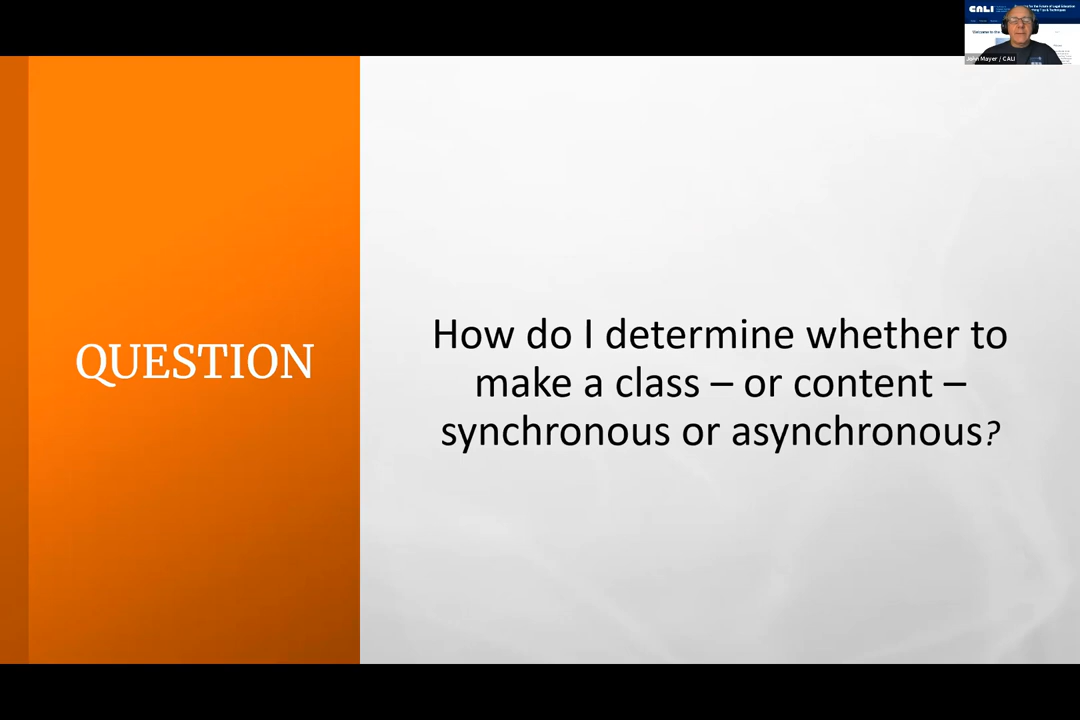 CALI
John Mayer / CALI
QUESTION
How do I determine whether to
make a class – or content –
synchronous or asynchronous?